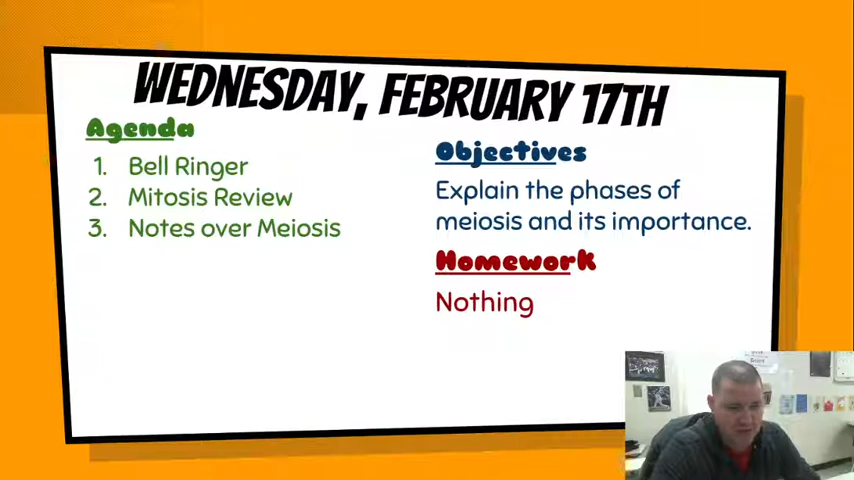 WEDNESDAY, FEBRUARY 17TH
Agenda
1. Bell Ringer
2. Mitosis Review
3. Notes over Meiosis
Objectives
Explain the phases of
meiosis and its importance.
Homework
Nothing